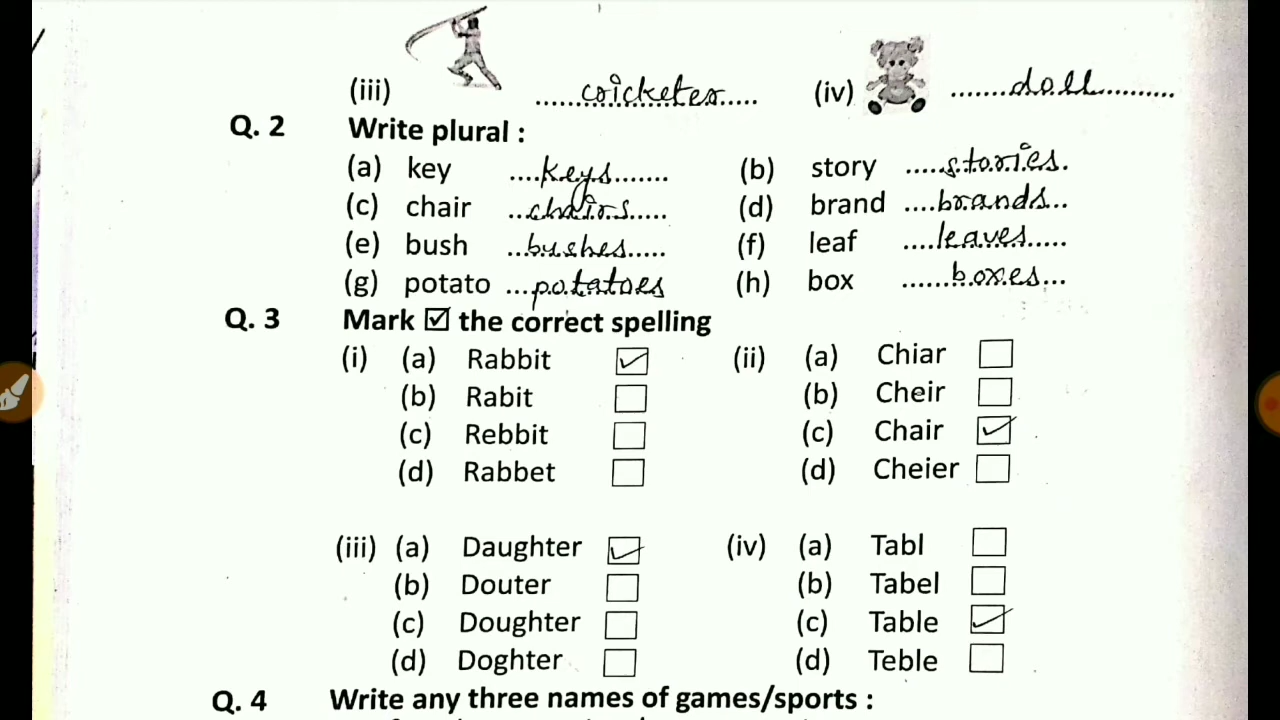 (iii) ......cricketer..... (iv) .......doll..........
Q. 2 Write plural :
(a) key ....keys....... (b) story .....stories.
(c) chair ...chairs..... (d) brand ....brands...
(e) bush ...bushes..... (f) leaf ....leaves.....
(g) potato ...potatoes (h) box ......boxes...
Q. 3 Mark ☑ the correct spelling
(i) (a) Rabbit ✓ (ii) (a) Chiar
(b) Rabit (b) Cheir
(c) Rebbit (c) Chair ✓
(d) Rabbet (d) Cheier
(iii) (a) Daughter ✓ (iv) (a) Tabl
(b) Douter (b) Tabel
(c) Doughter (c) Table ✓
(d) Doghter (d) Teble
Q. 4 Write any three names of games/sports :